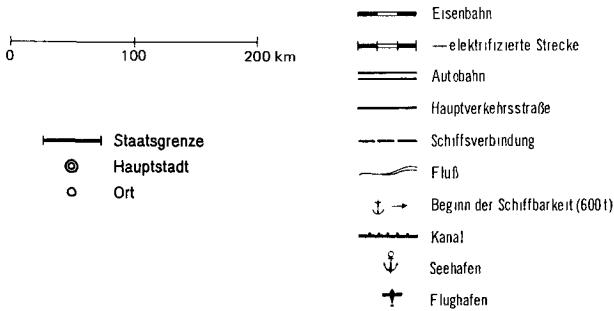 0 100 200 km
Staatsgrenze
Hauptstadt
Ort
Eisenbahn
—elektrifizierte Strecke
Autobahn
Hauptverkehrsstraße
Schiffsverbindung
Fluß
Beginn der Schiffbarkeit (600t)
Kanal
Seehafen
Flughafen